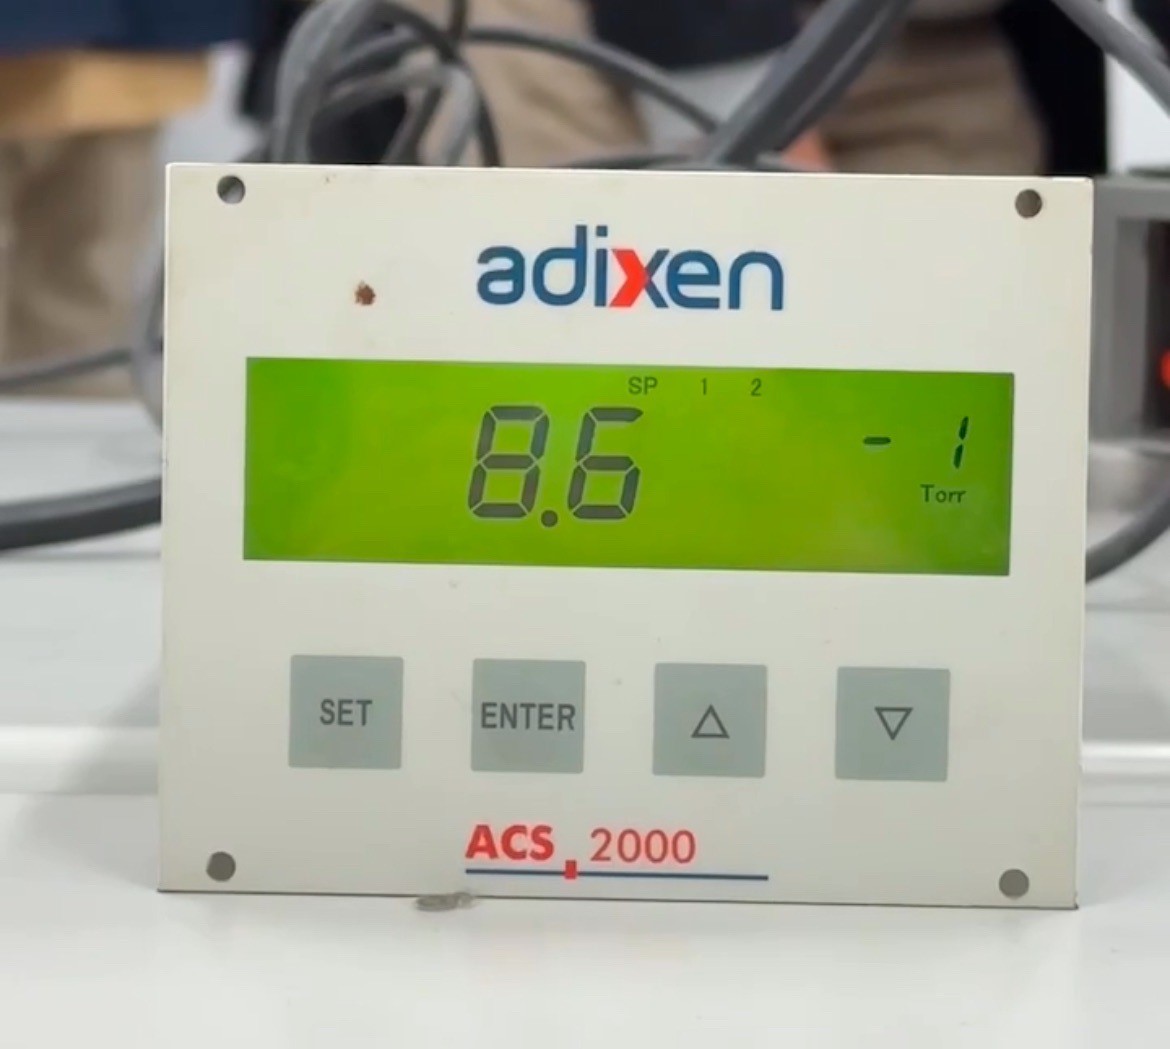 adixen
SP 1 2
8.6 - 1
Torr
SET ENTER △ ▽
ACS 2000